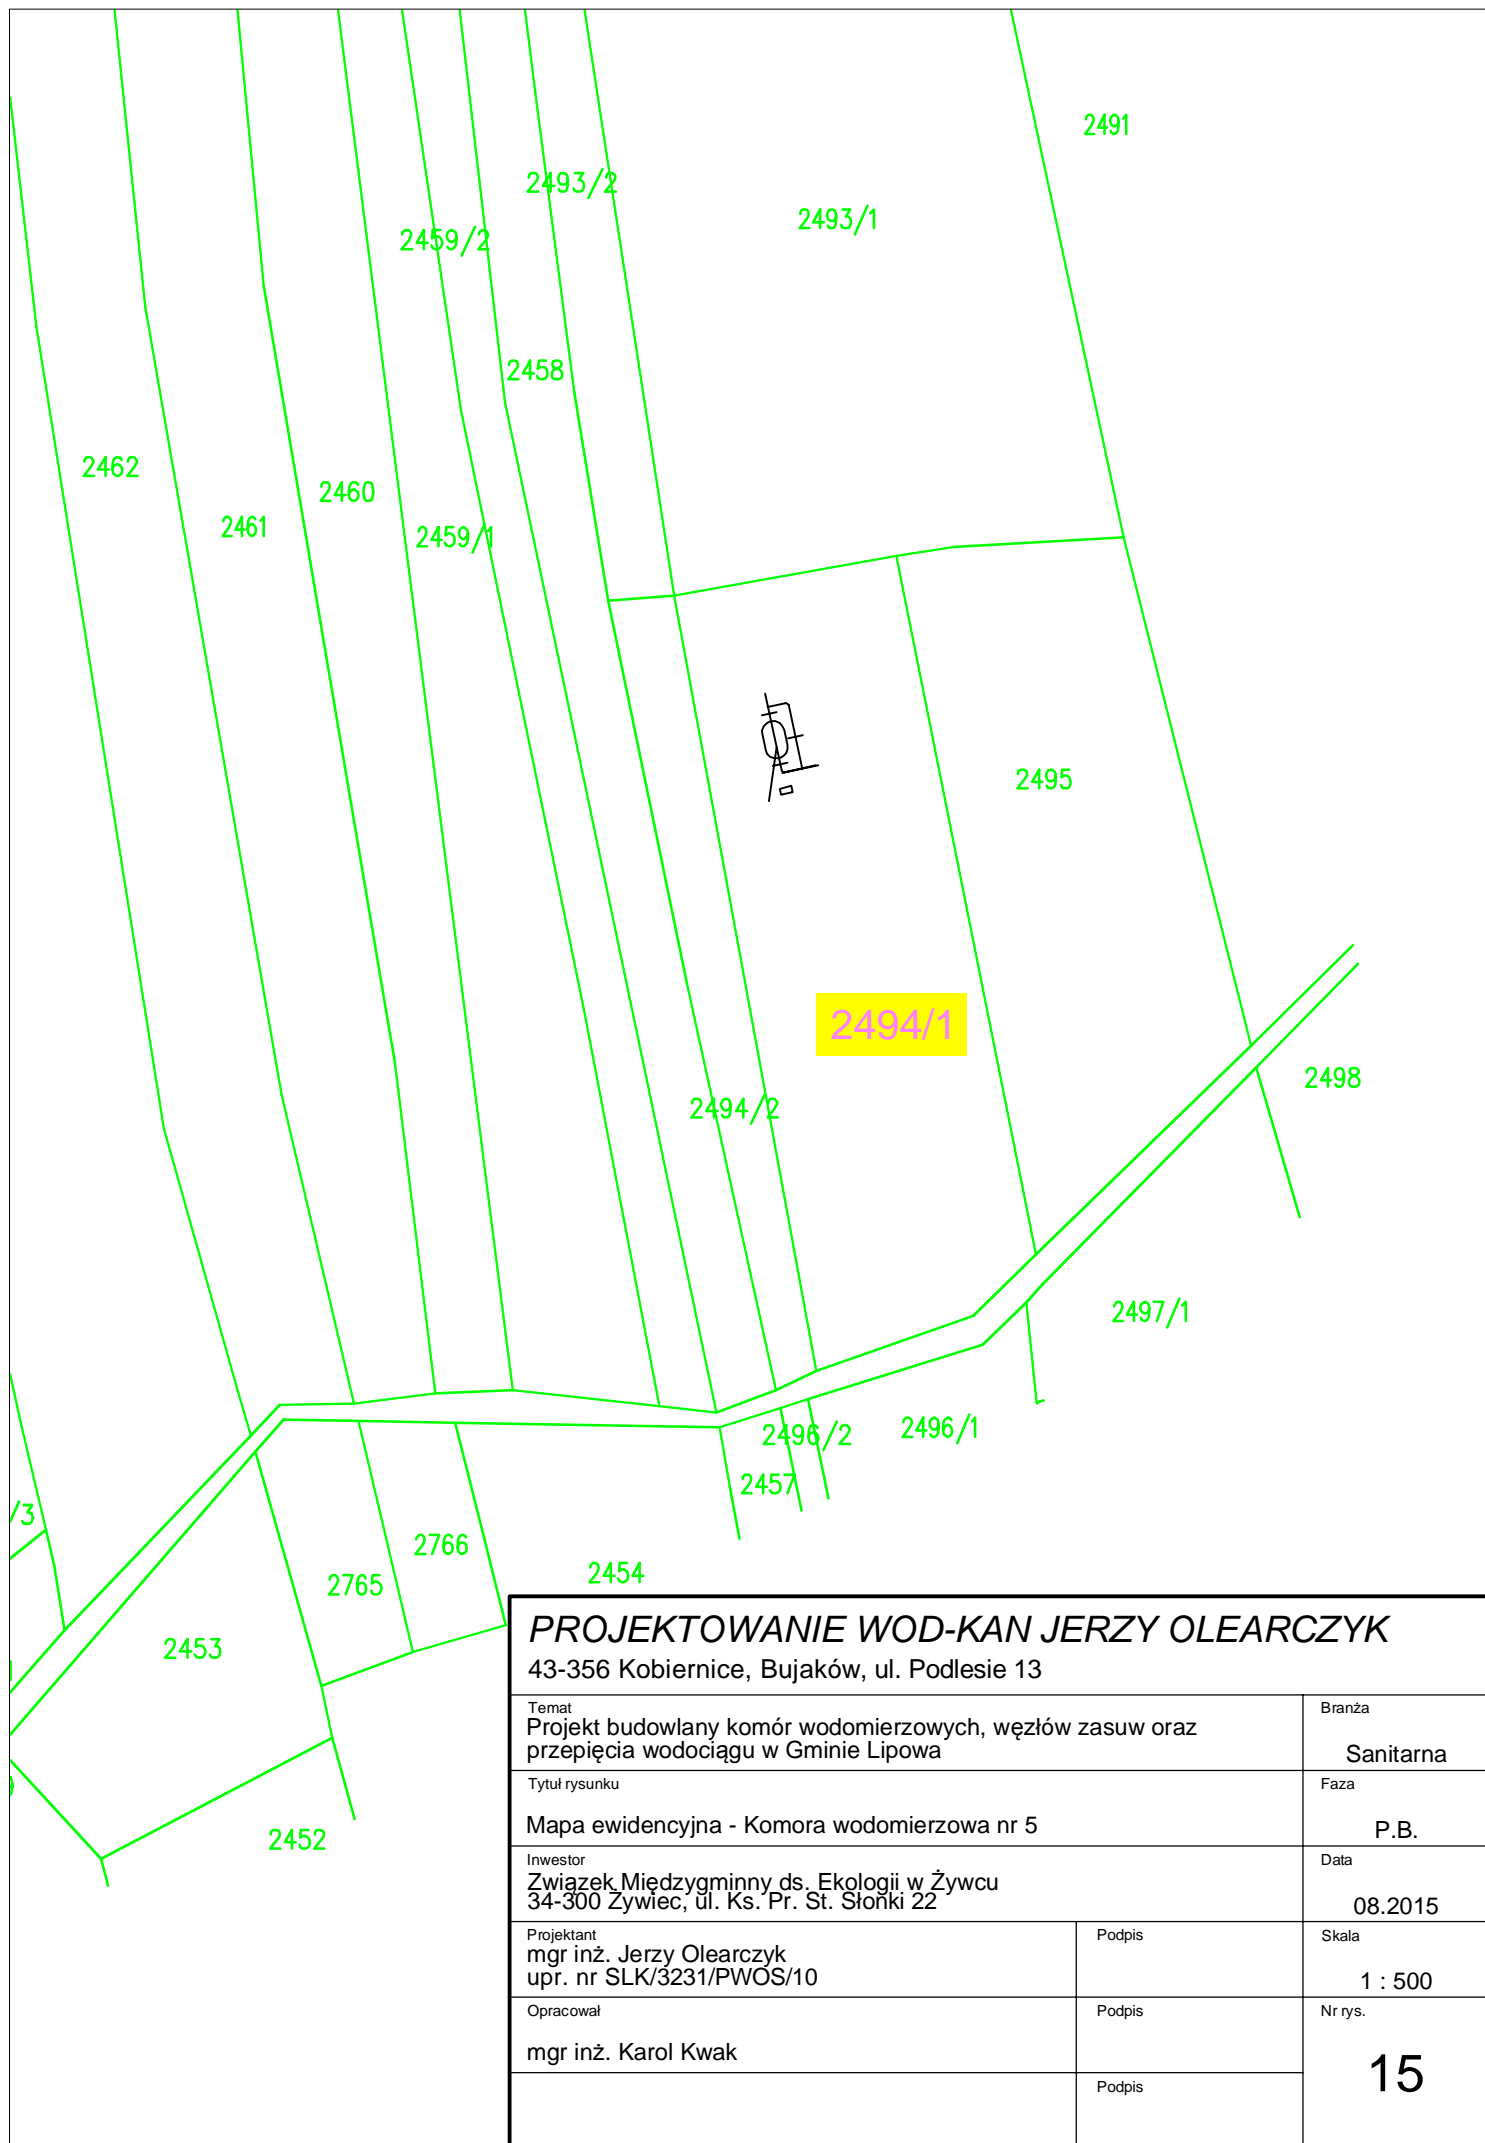 2491
2493/2
2493/1
2459/2
2458
2462
2460
2461
2459/1
2495
2494/1
2498
2494/2
2497/1
2496/2
2496/1
2457
/3
2766
2454
2765
2453
2452
PROJEKTOWANIE WOD-KAN JERZY OLEARCZYK
43-356 Kobiernice, Bujaków, ul. Podlesie 13
Temat
Projekt budowlany komór wodomierzowych, węzłów zasuw oraz
przepięcia wodociągu w Gminie Lipowa
Branża
Sanitarna
Tytuł rysunku
Mapa ewidencyjna - Komora wodomierzowa nr 5
Faza
P.B.
Inwestor
Związek Międzygminny ds. Ekologii w Żywcu
34-300 Żywiec, ul. Ks. Pr. St. Słonki 22
Data
08.2015
Projektant
mgr inż. Jerzy Olearczyk
upr. nr SLK/3231/PWOS/10
Podpis
Skala
1 : 500
Opracował
mgr inż. Karol Kwak
Podpis
Nr rys.
15
Podpis